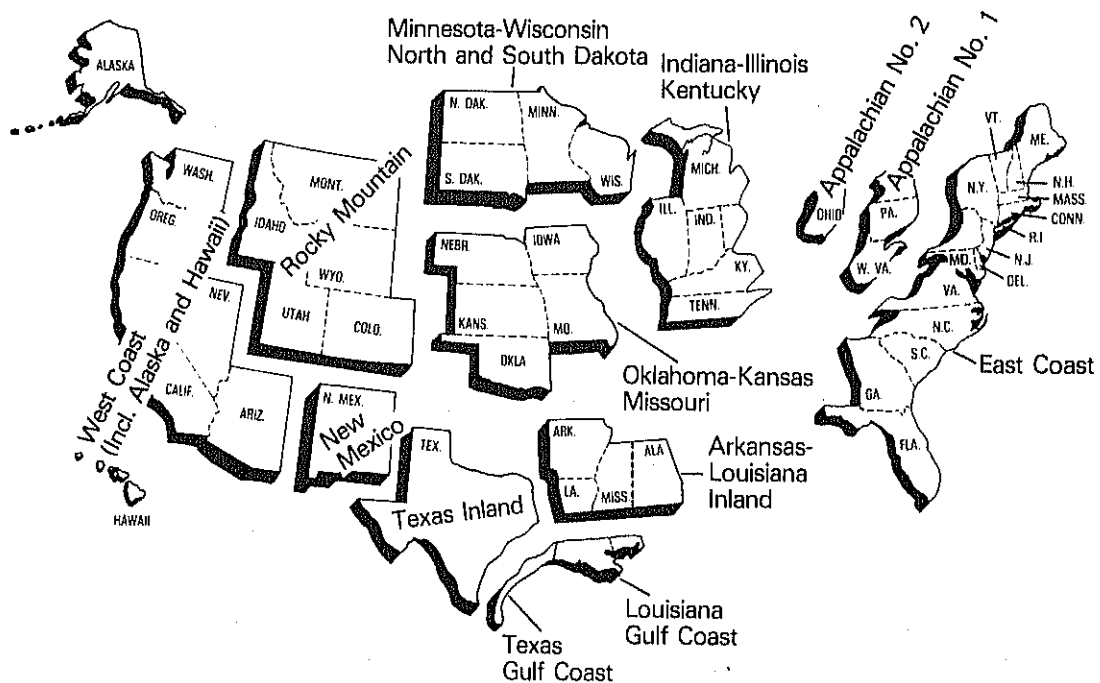 Minnesota-Wisconsin
North and South Dakota
Indiana-Illinois
Kentucky
Appalachian No. 2
Appalachian No. 1
ALASKA
WASH.
OREG.
NEV.
CALIF.
ARIZ.
HAWAII
West Coast
(Incl. Alaska and Hawaii)
MONT.
IDAHO
WYO.
UTAH
COLO.
Rocky Mountain
N. MEX.
New
Mexico
N. DAK.
MINN.
S. DAK.
WIS.
NEBR.
IOWA
KANS.
MO.
OKLA
Oklahoma-Kansas
Missouri
MICH.
ILL.
IND.
KY.
TENN.
OHIO
PA.
W. VA.
VT.
ME.
N.Y.
N.H.
MASS.
CONN.
R.I
N.J.
MD.
DEL.
VA.
N.C.
S.C.
GA.
FLA.
East Coast
TEX.
Texas Inland
ARK.
ALA
LA.
MISS
Arkansas-
Louisiana
Inland
Louisiana
Gulf Coast
Texas
Gulf Coast